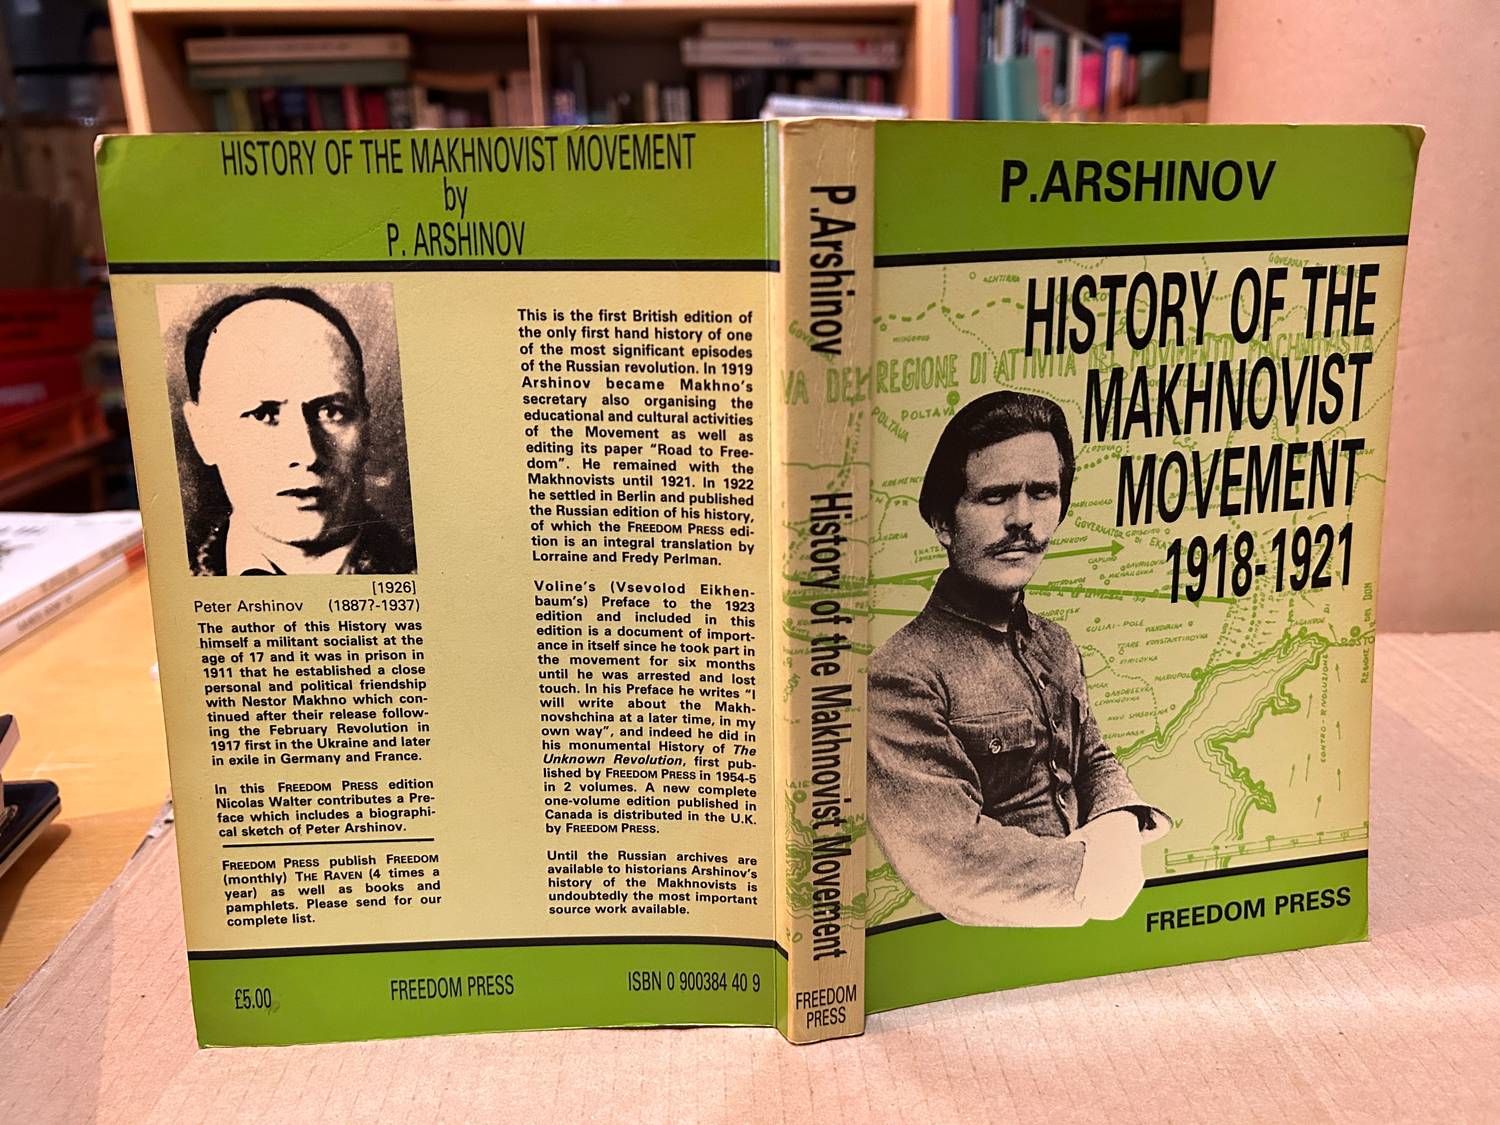 HISTORY OF THE MAKHNOVIST MOVEMENT
by
P. ARSHINOV
[1926]
Peter Arshinov (1887?-1937)
The author of this History was
himself a militant socialist at the
age of 17 and it was in prison in
1911 that he established a close
personal and political friendship
with Nestor Makhno which con-
tinued after their release follow-
ing the February Revolution in
1917 first in the Ukraine and later
in exile in Germany and France.
In this FREEDOM PRESS edition
Nicolas Walter contributes a Pre-
face which includes a biographi-
cal sketch of Peter Arshinov.
FREEDOM PRESS publish FREEDOM
(monthly) THE RAVEN (4 times a
year) as well as books and
pamphlets. Please send for our
complete list.
This is the first British edition of
the only first hand history of one
of the most significant episodes
of the Russian revolution. In 1919
Arshinov became Makhno's
secretary also organising the
educational and cultural activities
of the Movement as well as
editing its paper "Road to Free-
dom". He remained with the
Makhnovists until 1921. In 1922
he settled in Berlin and published
the Russian edition of his history,
of which the FREEDOM PRESS edi-
tion is an integral translation by
Lorraine and Fredy Perlman.
Voline's (Vsevolod Eikhen-
baum's) Preface to the 1923
edition and included in this
edition is a document of import-
ance in itself since he took part in
the movement for six months
until he was arrested and lost
touch. In his Preface he writes "I
will write about the Makh-
novshchina at a later time, in my
own way", and indeed he did in
his monumental History of The
Unknown Revolution, first pub-
lished by FREEDOM PRESS in 1954-5
in 2 volumes. A new complete
one-volume edition published in
Canada is distributed in the U.K.
by FREEDOM PRESS.
Until the Russian archives are
available to historians Arshinov's
history of the Makhnovists is
undoubtedly the most important
source work available.
£5.00
FREEDOM PRESS
ISBN 0 900384 40 9
P.Arshinov
History of the Makhnovist Movement
FREEDOM
PRESS
P.ARSHINOV
HISTORY OF THE
MAKHNOVIST
MOVEMENT
1918-1921
REGIONE DI ATTIVITA DEL MOVIMENTO MACHNOVISTA
POLTAVA
POLTAVA
GULIAI-POLE
MARIUPOL
CONTRO-RIVOLUZIONE
REGIONE DEL DON
FREEDOM PRESS